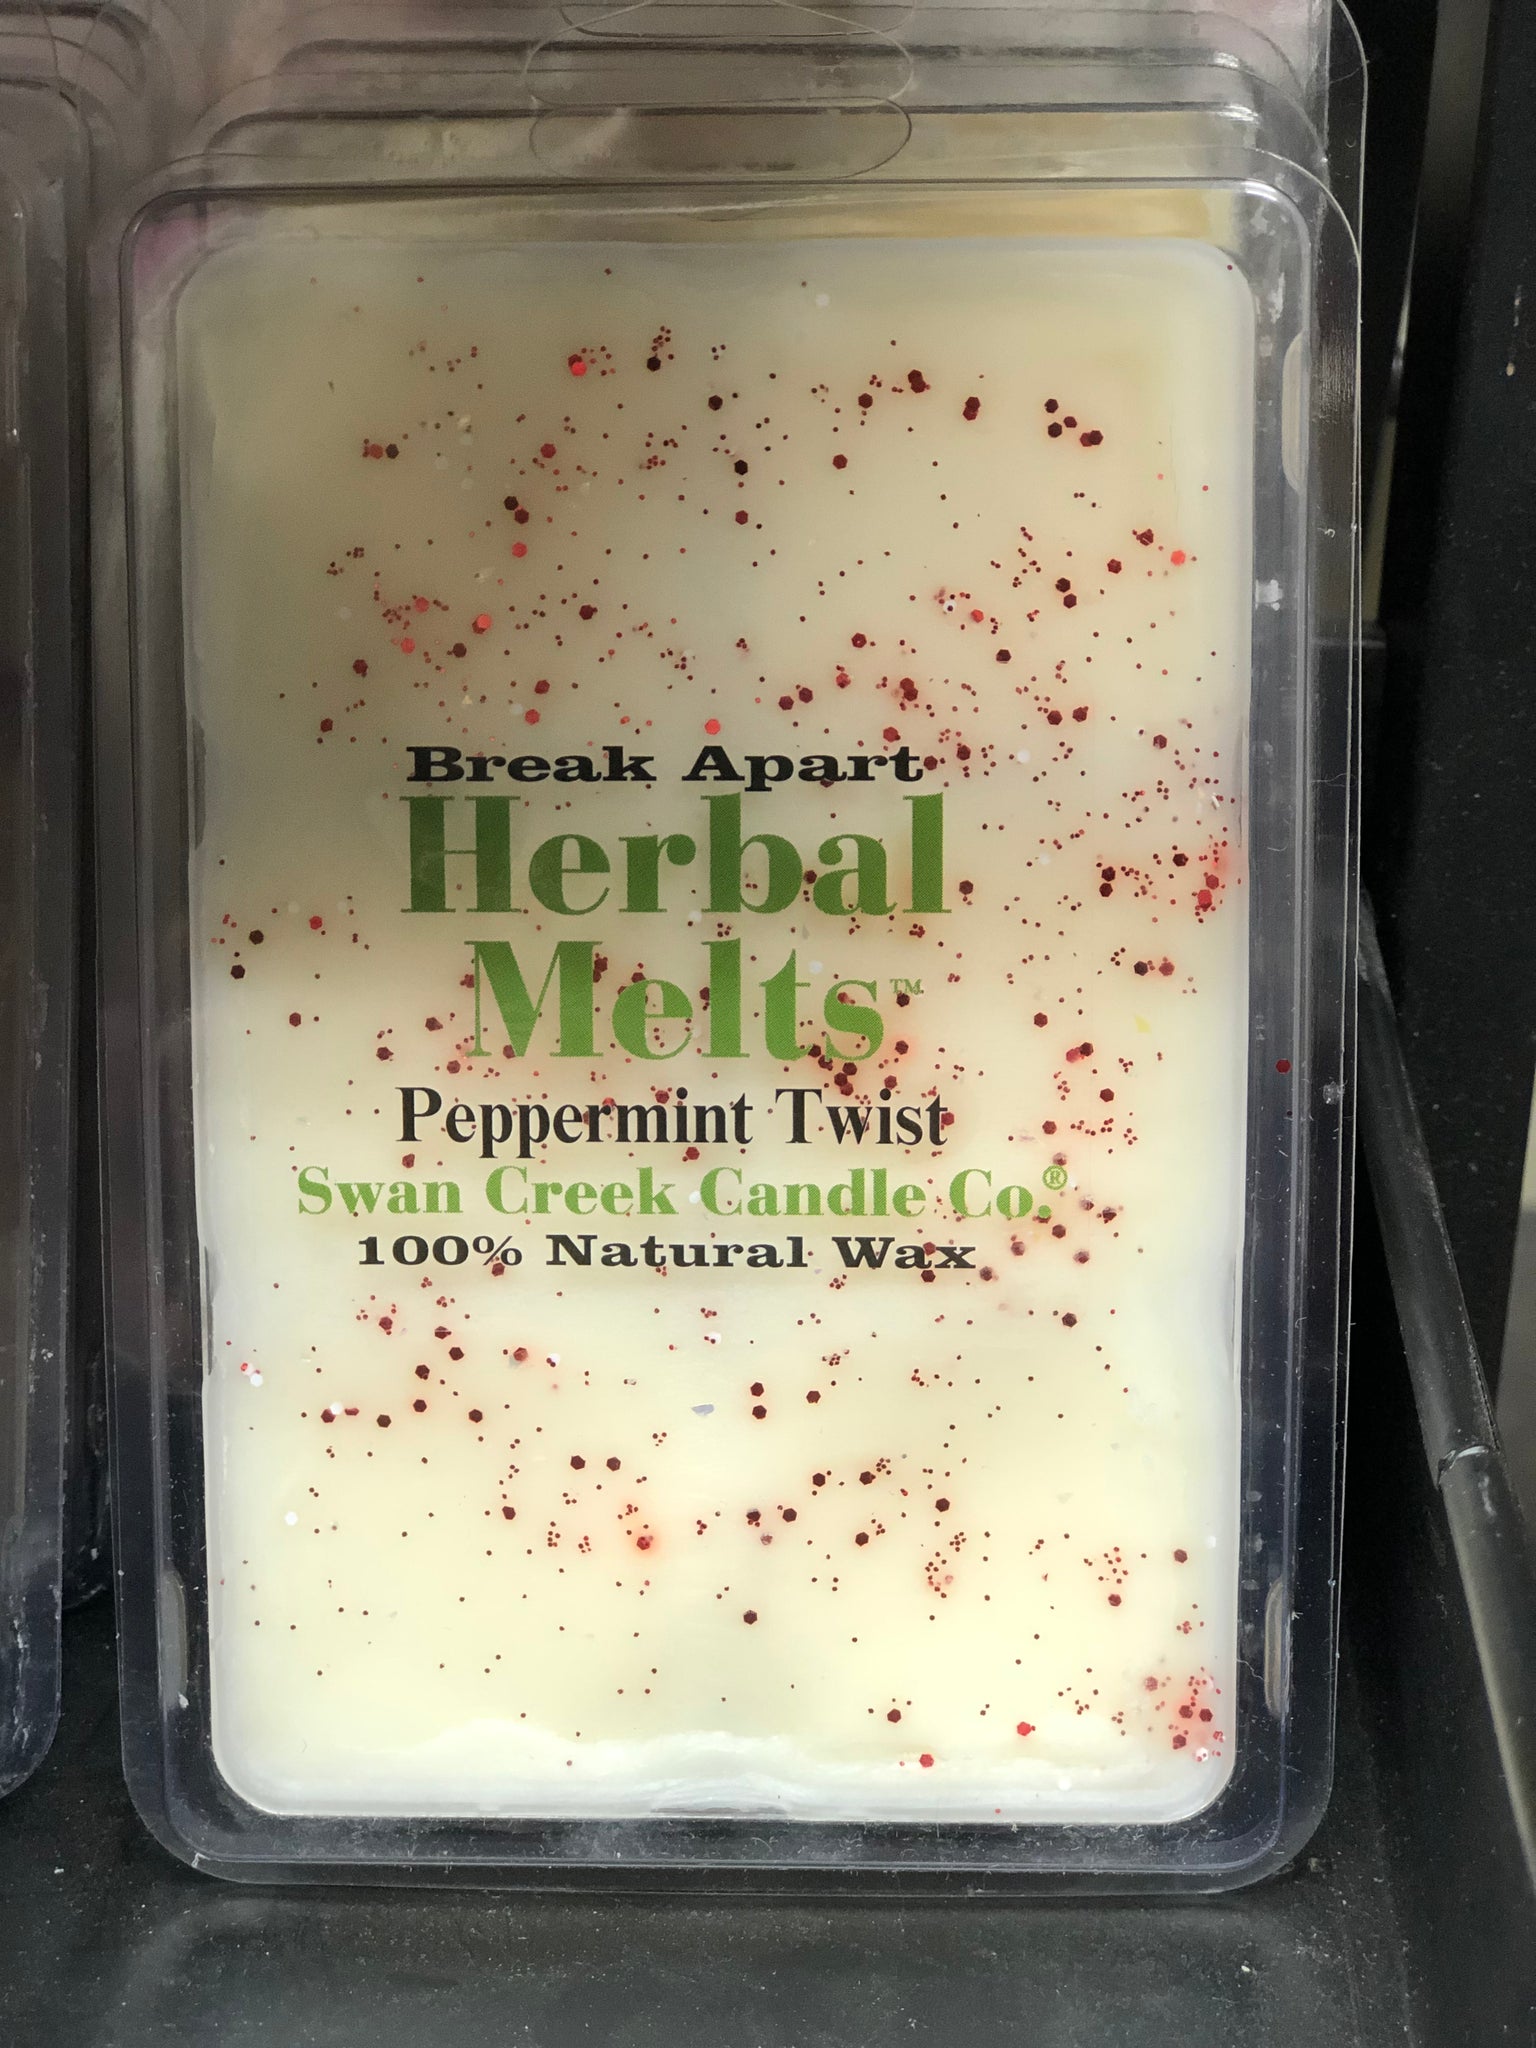 Break Apart
Herbal
Melts™
Peppermint Twist
Swan Creek Candle Co.®
100% Natural Wax